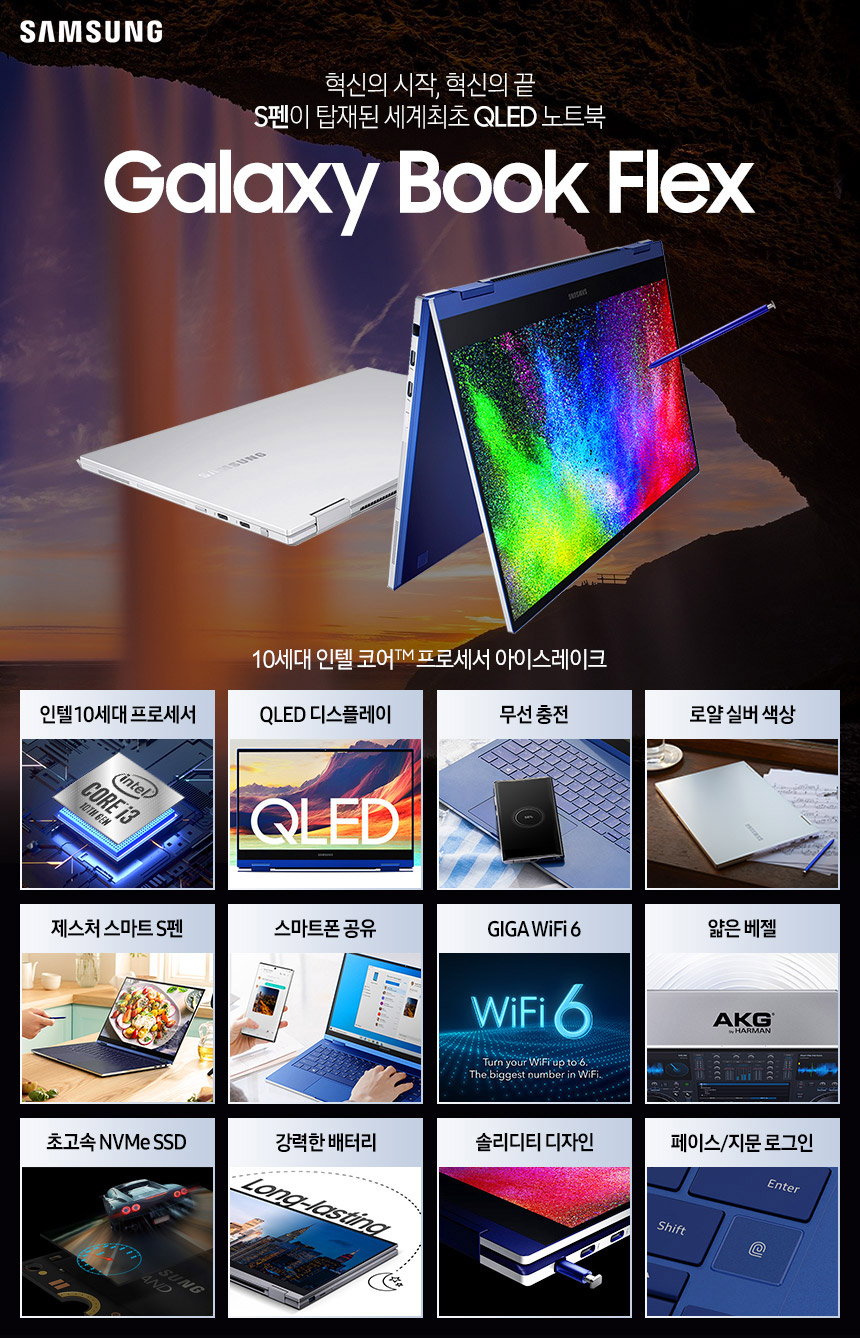 SAMSUNG
혁신의 시작, 혁신의 끝
S펜이 탑재된 세계최초 QLED 노트북
Galaxy Book Flex
SAMSUNG
SAMSUNG
10세대 인텔 코어™ 프로세서 아이스레이크
인텔10세대 프로세서
QLED 디스플레이
무선 충전
로얄 실버 색상
intel
CORE i3
10TH GEN
QLED
SAMSUNG
SAMSUNG
제스처 스마트 S펜
스마트폰 공유
GIGA WiFi 6
얇은 베젤
WiFi 6
Turn your WiFi up to 6.
The biggest number in WiFi.
AKG
by HARMAN
초고속 NVMe SSD
강력한 배터리
솔리디티 디자인
페이스/지문 로그인
SUNG
Long-lasting
Enter
Shift